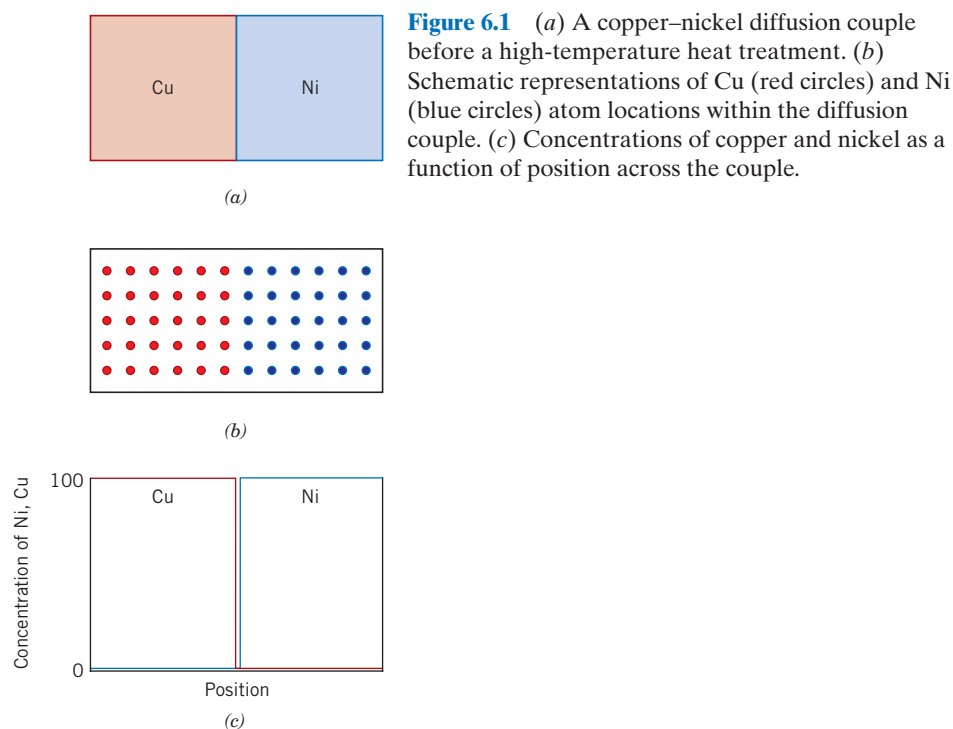 Figure 6.1 (a) A copper–nickel diffusion couple
before a high-temperature heat treatment. (b)
Schematic representations of Cu (red circles) and Ni
(blue circles) atom locations within the diffusion
couple. (c) Concentrations of copper and nickel as a
function of position across the couple.
Cu
Ni
(a)
(b)
Concentration of Ni, Cu
100
0
Cu
Ni
Position
(c)